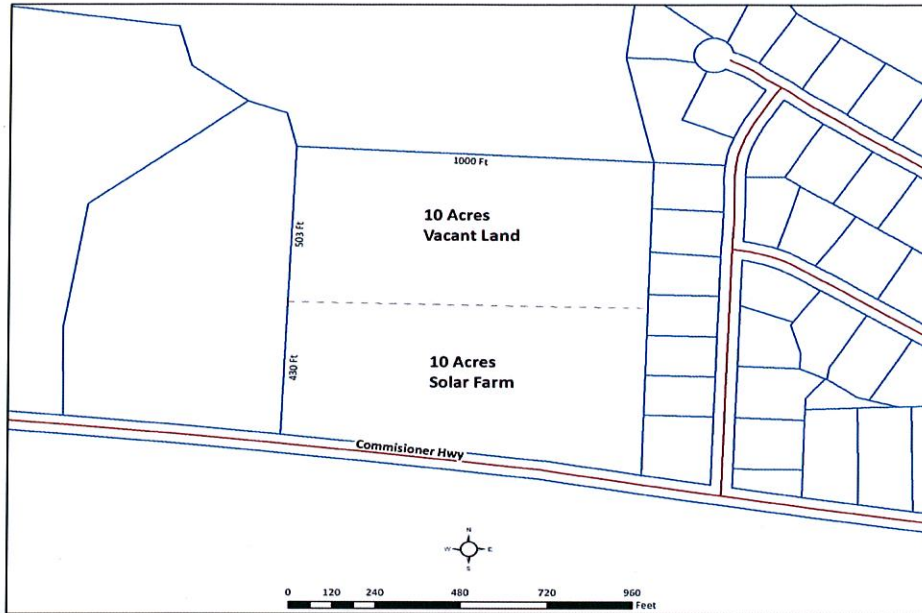 1000 Ft
10 Acres
Vacant Land
503 Ft
10 Acres
Solar Farm
430 Ft
Commisioner Hwy
N
W E
S
0 120 240 480 720 960
Feet